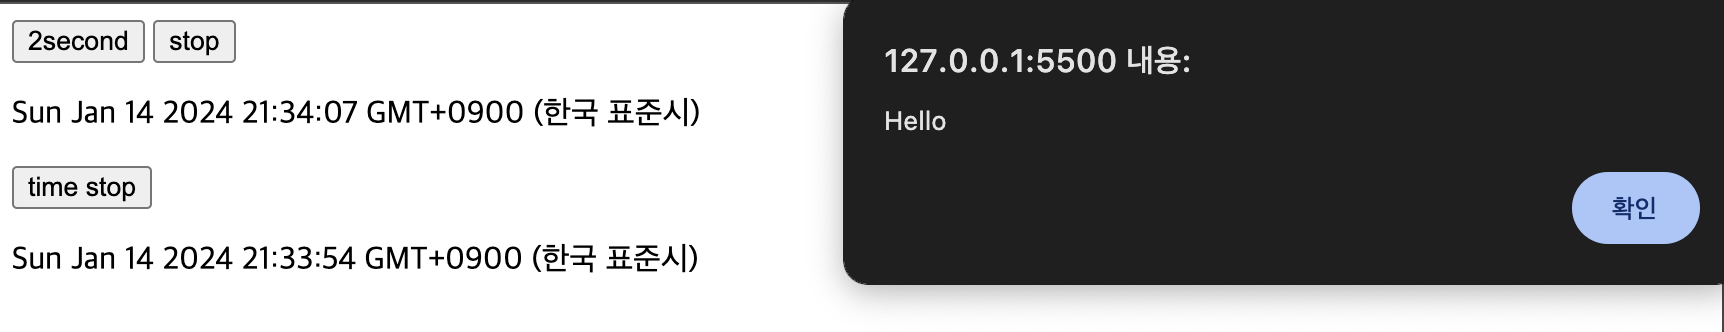 2second stop
Sun Jan 14 2024 21:34:07 GMT+0900 (한국 표준시)
time stop
Sun Jan 14 2024 21:33:54 GMT+0900 (한국 표준시)
127.0.0.1:5500 내용:
Hello
확인